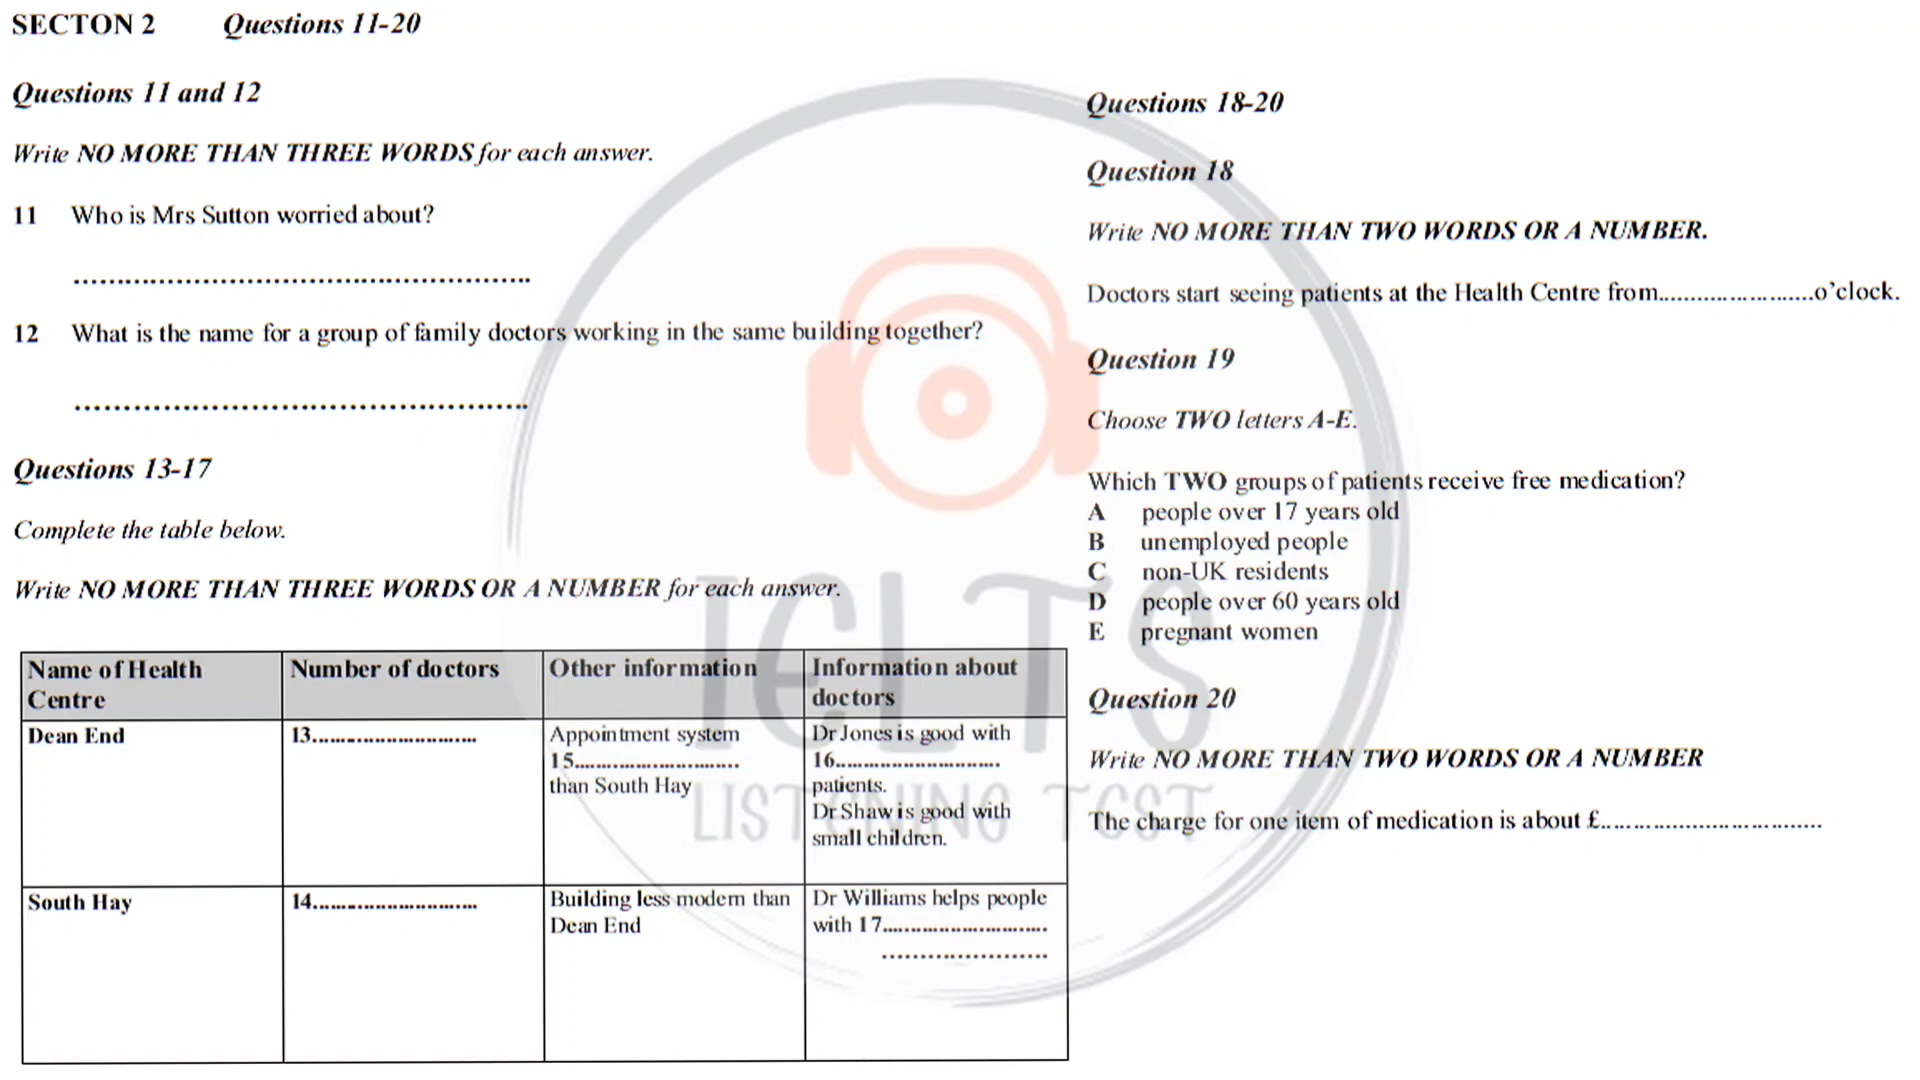 SECTON 2 Questions 11-20
Questions 11 and 12
Write NO MORE THAN THREE WORDS for each answer.
11 Who is Mrs Sutton worried about?
..................................................
12 What is the name for a group of family doctors working in the same building together?
..................................................
Questions 13-17
Complete the table below.
Write NO MORE THAN THREE WORDS OR A NUMBER for each answer.
Name of Health Centre
Number of doctors
Other information
Information about doctors
Dean End
13..............................
Appointment system
15..............................
than South Hay
Dr Jones is good with
16..............................
patients.
Dr Shaw is good with
small children.
South Hay
14..............................
Building less modern than
Dean End
Dr Williams helps people
with 17..............................
.......................
Questions 18-20
Question 18
Write NO MORE THAN TWO WORDS OR A NUMBER.
Doctors start seeing patients at the Health Centre from.........................o'clock.
Question 19
Choose TWO letters A-E.
Which TWO groups of patients receive free medication?
A people over 17 years old
B unemployed people
C non-UK residents
D people over 60 years old
E pregnant women
Question 20
Write NO MORE THAN TWO WORDS OR A NUMBER
The charge for one item of medication is about £...................................
IELTS
LISTENING TEST